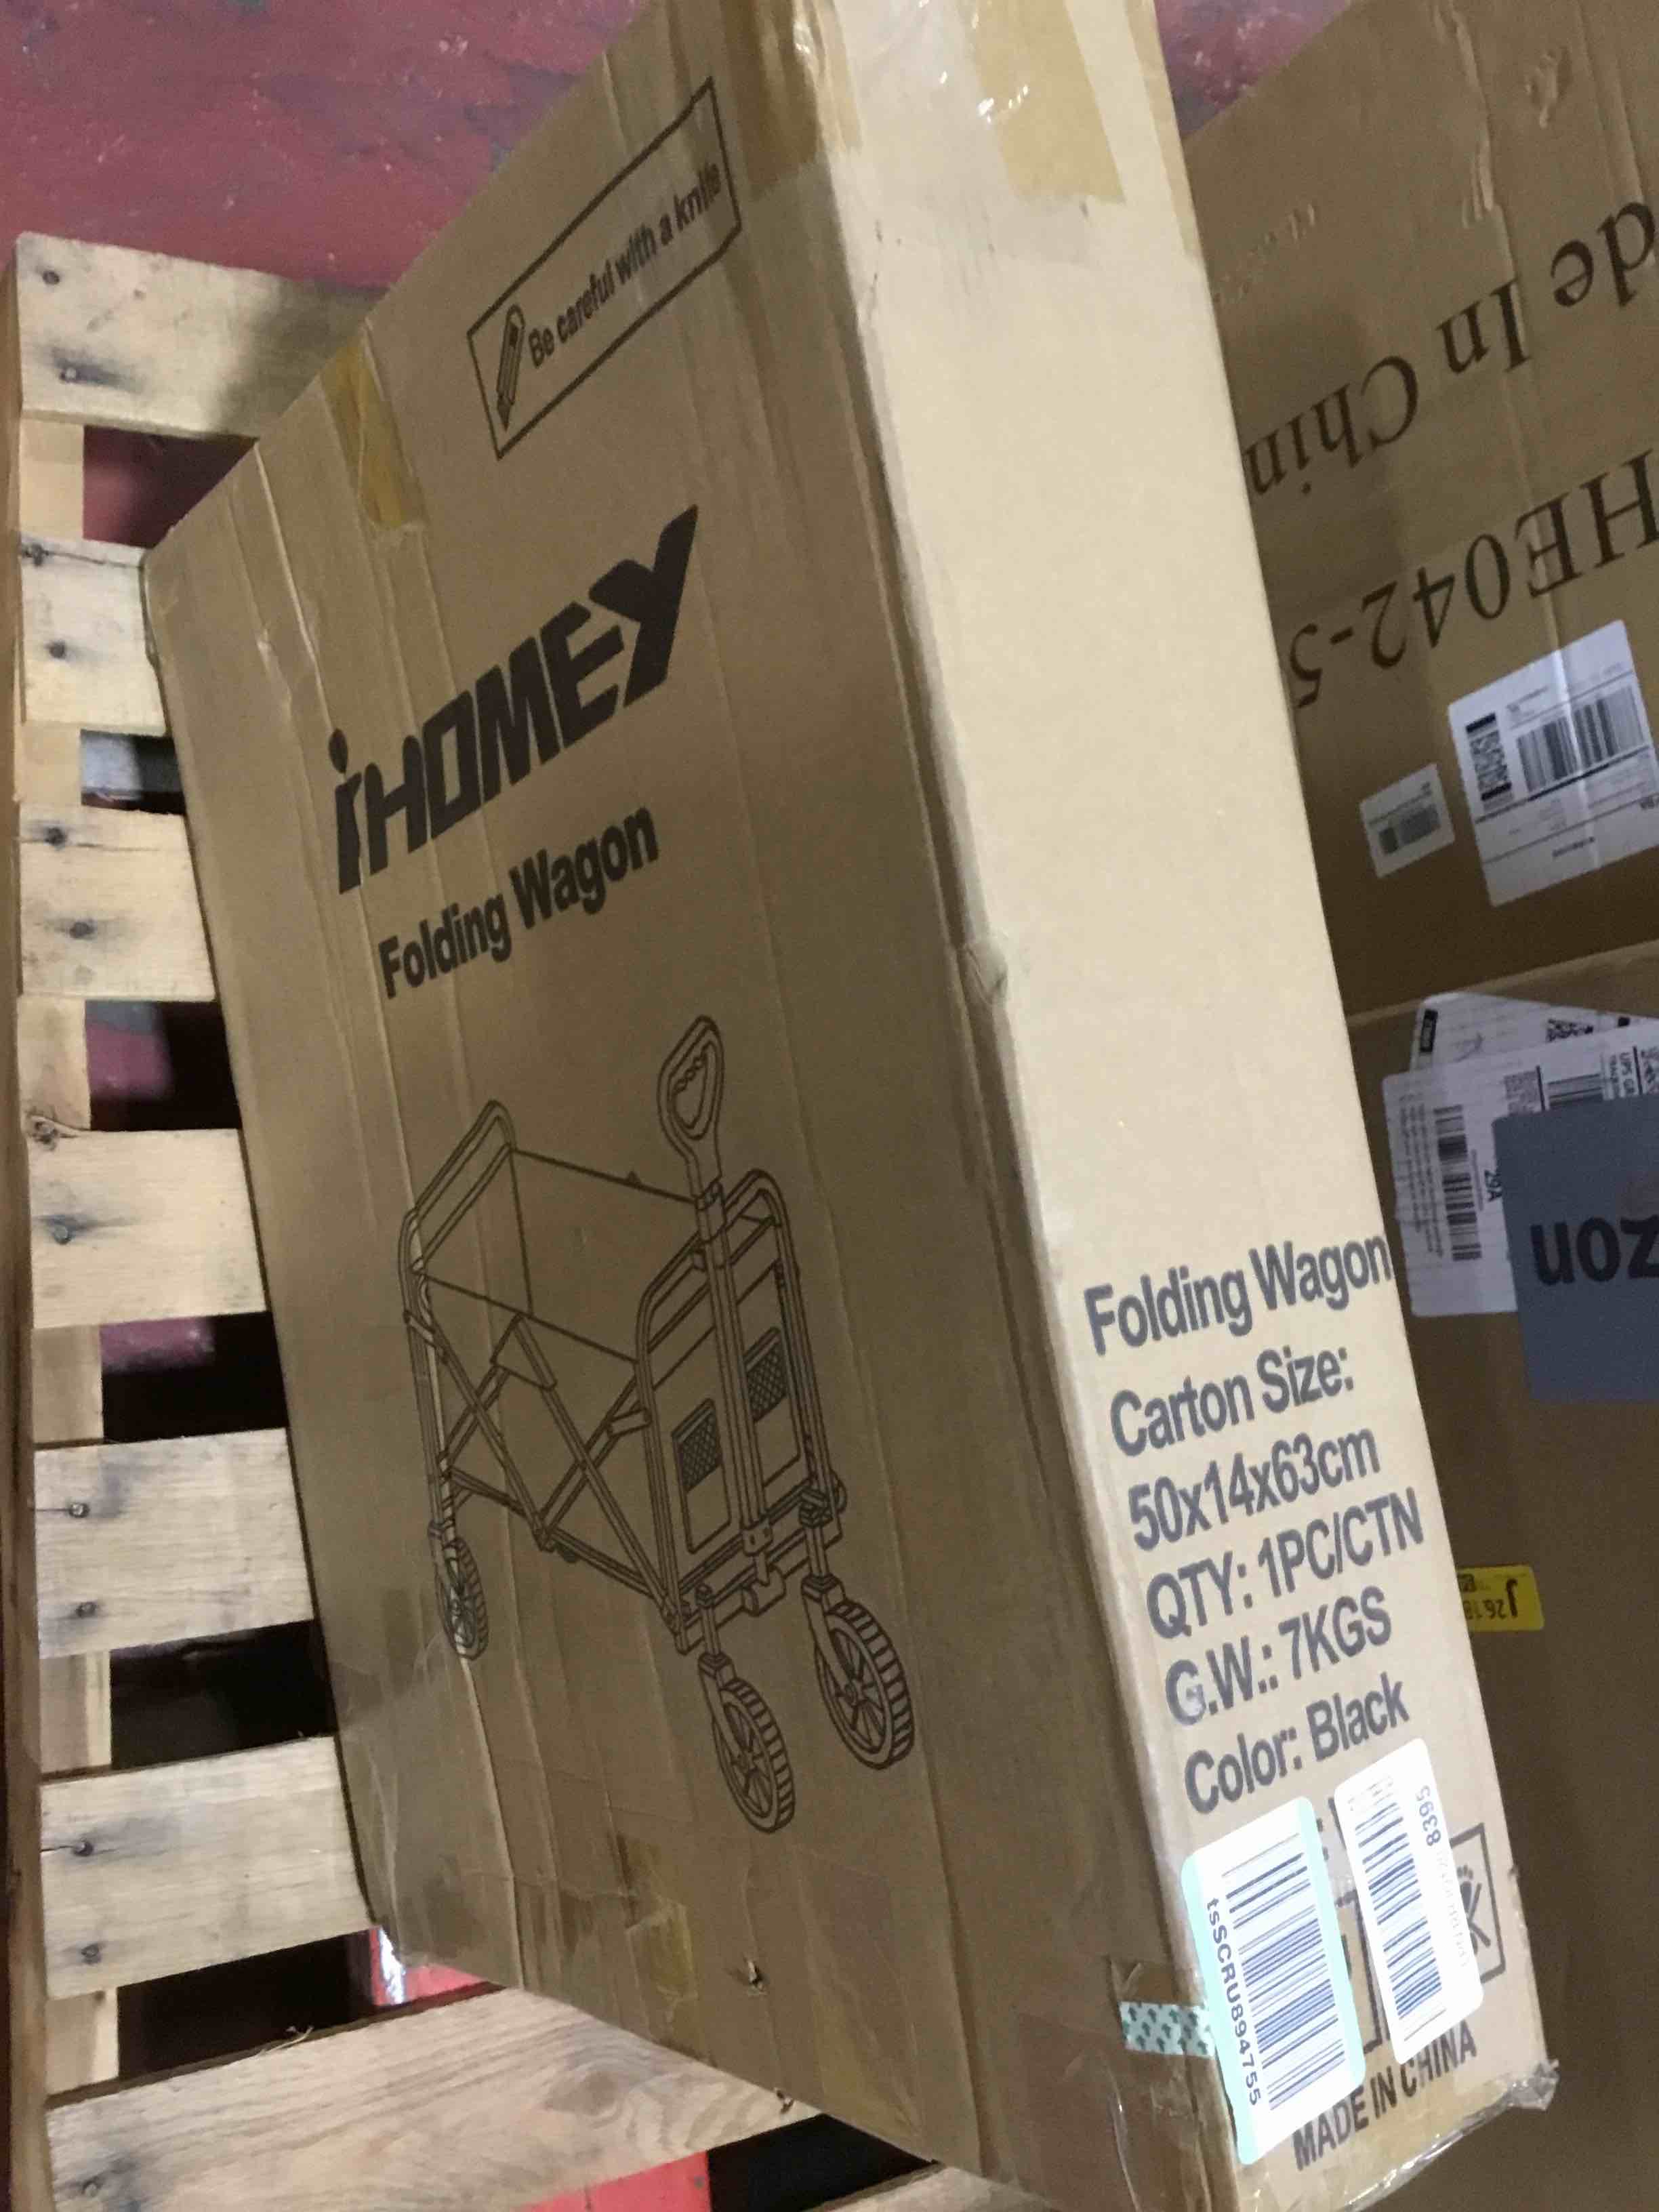 Be careful with a knife
iHOMEY
Folding Wagon
Folding Wagon
Carton Size:
50x14x63cm
QTY: 1PC/CTN
G.W.: 7KGS
Color: Black
8395
tsSCRU894755
MADE IN CHINA
de In Chin
HE042-5
zon